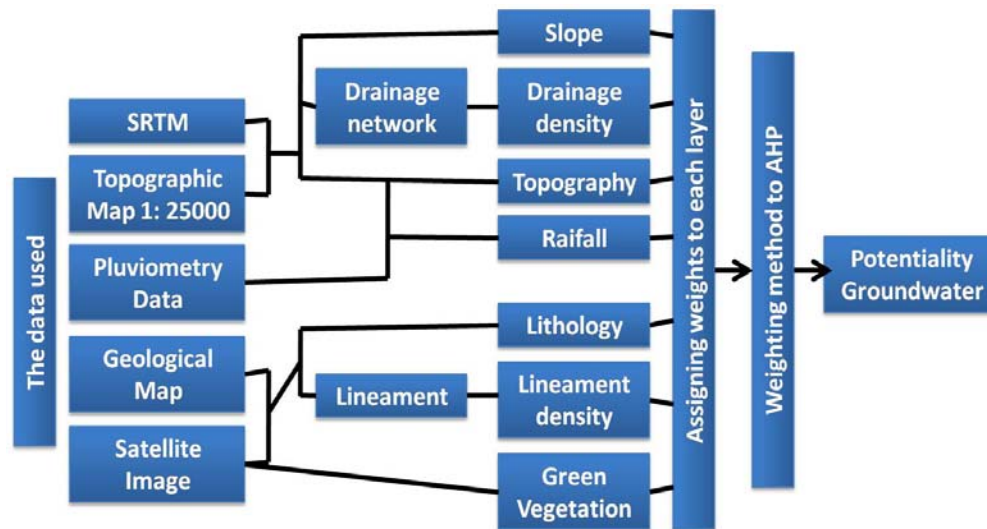 The data used
SRTM
Topographic
Map 1: 25000
Pluviometry
Data
Geological
Map
Satellite
Image
Drainage
network
Lineament
Slope
Drainage
density
Topography
Raifall
Lithology
Lineament
density
Green
Vegetation
Assigning weights to each layer
Weighting method to AHP
Potentiality
Groundwater